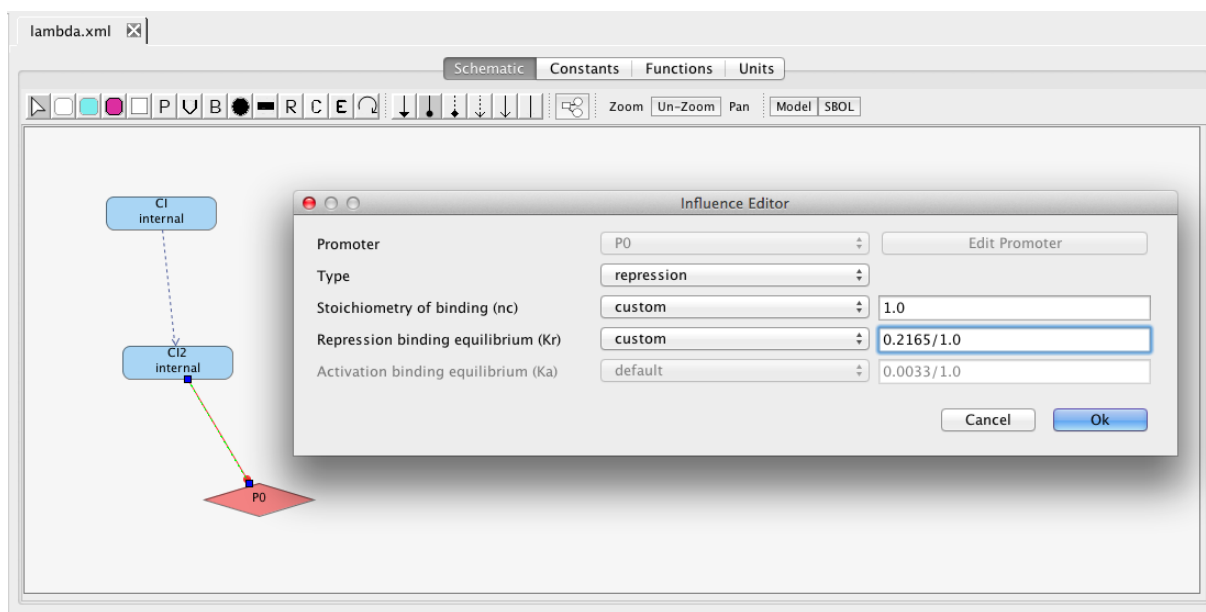 lambda.xml
Schematic Constants Functions Units
P V B R C E Zoom Un-Zoom Pan Model SBOL
CI
internal
CI2
internal
P0
Influence Editor
Promoter P0 Edit Promoter
Type repression
Stoichiometry of binding (nc) custom 1.0
Repression binding equilibrium (Kr) custom 0.2165/1.0
Activation binding equilibrium (Ka) default 0.0033/1.0
Cancel Ok